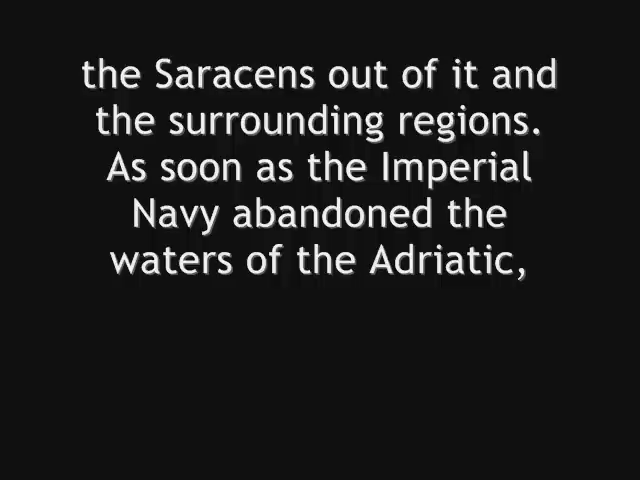 the Saracens out of it and
the surrounding regions.
As soon as the Imperial
Navy abandoned the
waters of the Adriatic,